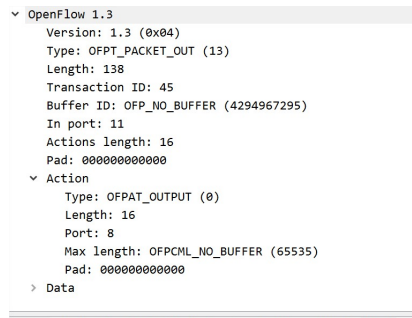 OpenFlow 1.3
Version: 1.3 (0x04)
Type: OFPT_PACKET_OUT (13)
Length: 138
Transaction ID: 45
Buffer ID: OFP_NO_BUFFER (4294967295)
In port: 11
Actions length: 16
Pad: 000000000000
Action
Type: OFPAT_OUTPUT (0)
Length: 16
Port: 8
Max length: OFPCML_NO_BUFFER (65535)
Pad: 000000000000
Data